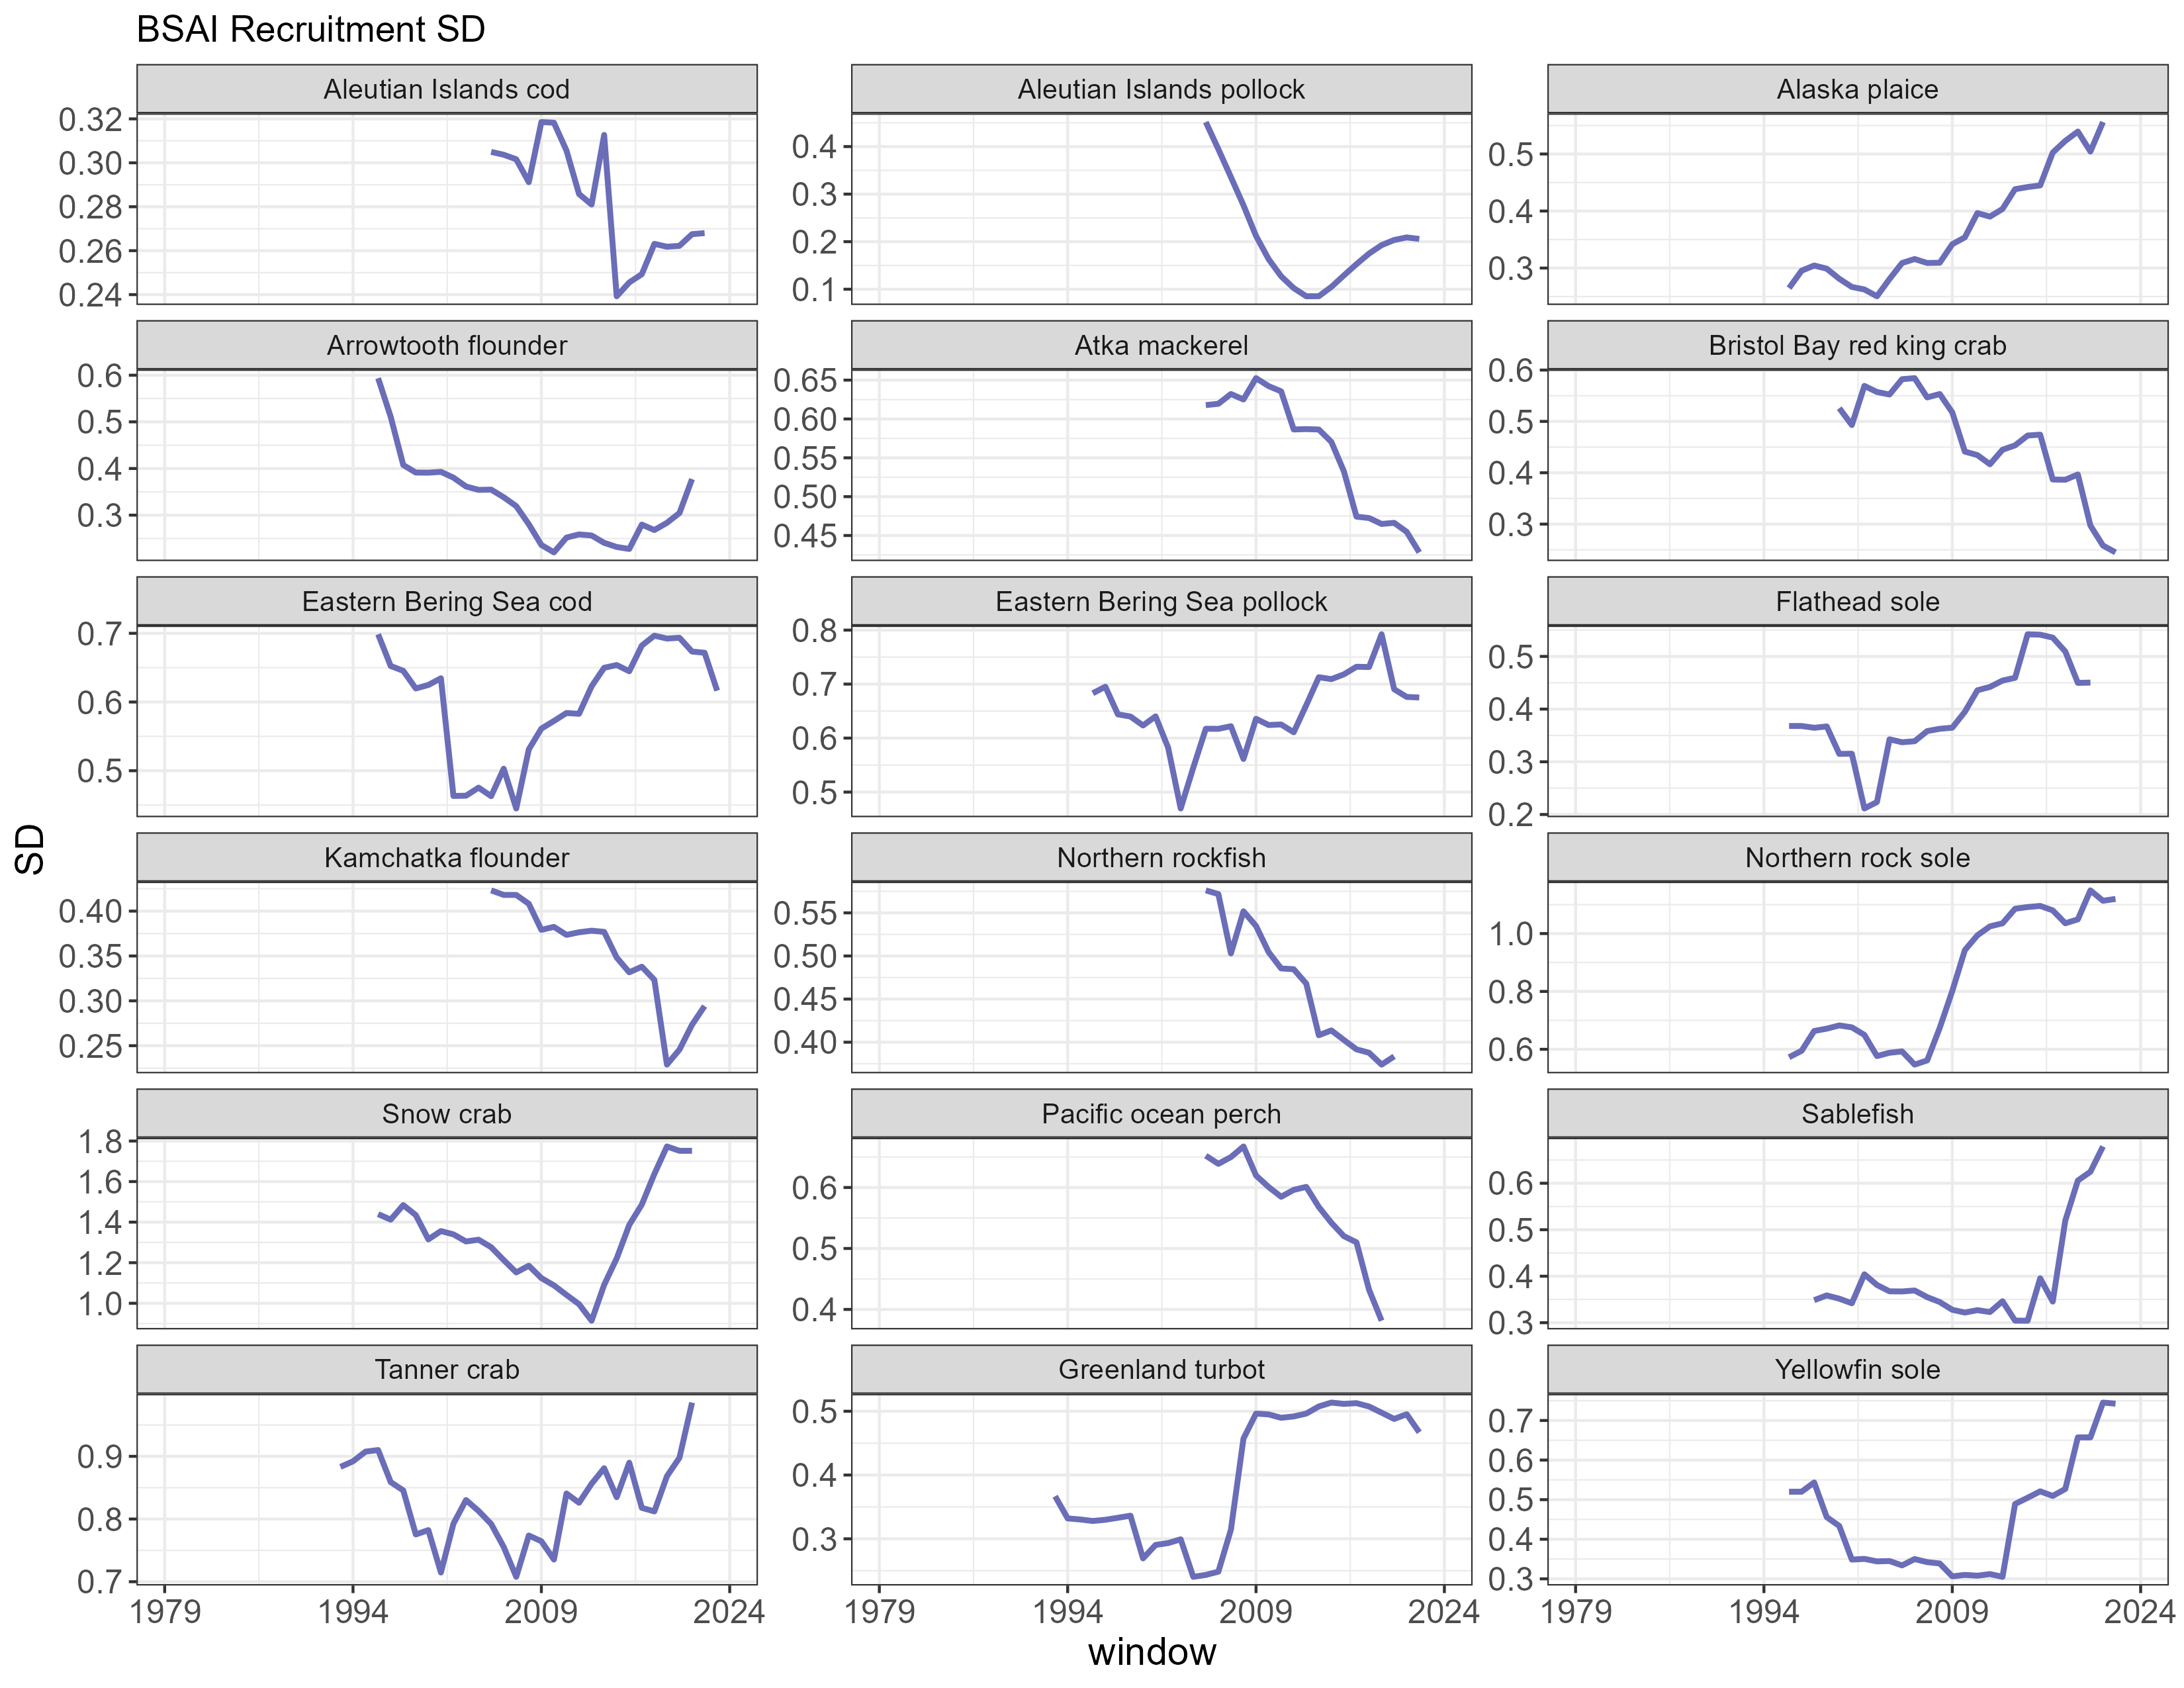 BSAI Recruitment SD
Aleutian Islands cod
Aleutian Islands pollock
Alaska plaice
0.32
0.30
0.28
0.26
0.24
0.4
0.3
0.2
0.1
0.5
0.4
0.3
Arrowtooth flounder
Atka mackerel
Bristol Bay red king crab
0.6
0.5
0.4
0.3
0.65
0.60
0.55
0.50
0.45
0.6
0.5
0.4
0.3
Eastern Bering Sea cod
Eastern Bering Sea pollock
Flathead sole
0.7
0.6
0.5
0.8
0.7
0.6
0.5
0.5
0.4
0.3
0.2
Kamchatka flounder
Northern rockfish
Northern rock sole
0.40
0.35
0.30
0.25
0.55
0.50
0.45
0.40
1.0
0.8
0.6
Snow crab
Pacific ocean perch
Sablefish
1.8
1.6
1.4
1.2
1.0
0.6
0.5
0.4
0.6
0.5
0.4
0.3
Tanner crab
Greenland turbot
Yellowfin sole
0.9
0.8
0.7
0.5
0.4
0.3
0.7
0.6
0.5
0.4
0.3
1979 1994 2009 2024
1979 1994 2009 2024
1979 1994 2009 2024
SD
window